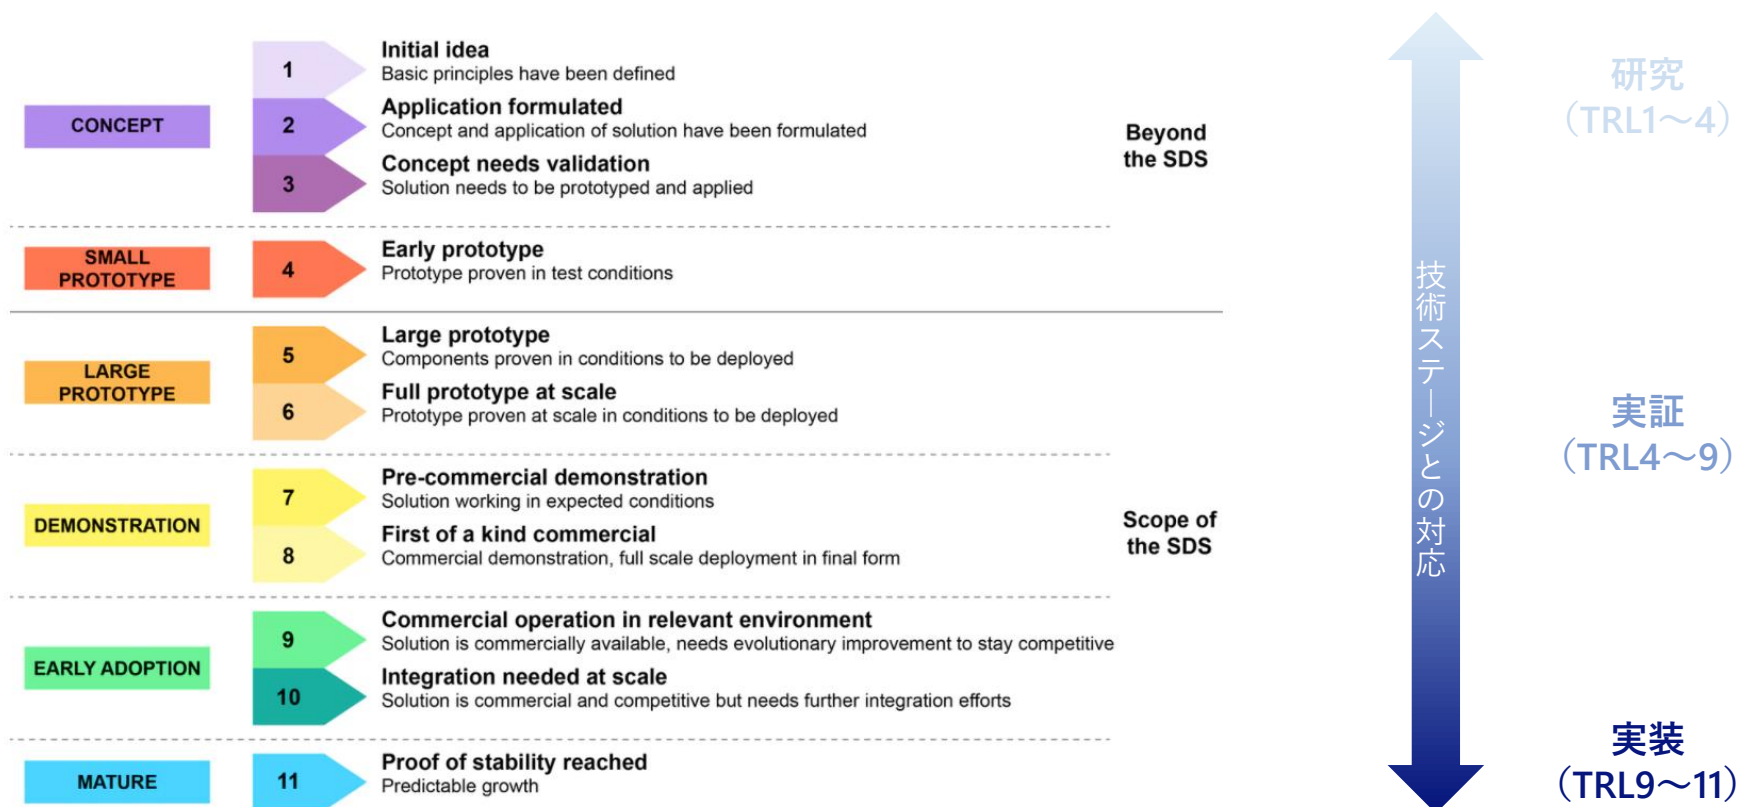 CONCEPT
1
Initial idea
Basic principles have been defined
2
Application formulated
Concept and application of solution have been formulated
3
Concept needs validation
Solution needs to be prototyped and applied
Beyond
the SDS
SMALL
PROTOTYPE
4
Early prototype
Prototype proven in test conditions
LARGE
PROTOTYPE
5
Large prototype
Components proven in conditions to be deployed
6
Full prototype at scale
Prototype proven at scale in conditions to be deployed
DEMONSTRATION
7
Pre-commercial demonstration
Solution working in expected conditions
8
First of a kind commercial
Commercial demonstration, full scale deployment in final form
Scope of
the SDS
EARLY ADOPTION
9
Commercial operation in relevant environment
Solution is commercially available, needs evolutionary improvement to stay competitive
10
Integration needed at scale
Solution is commercial and competitive but needs further integration efforts
MATURE
11
Proof of stability reached
Predictable growth
技術ステージとの対応
研究
（TRL1～4）
実証
（TRL4～9）
実装
（TRL9～11）